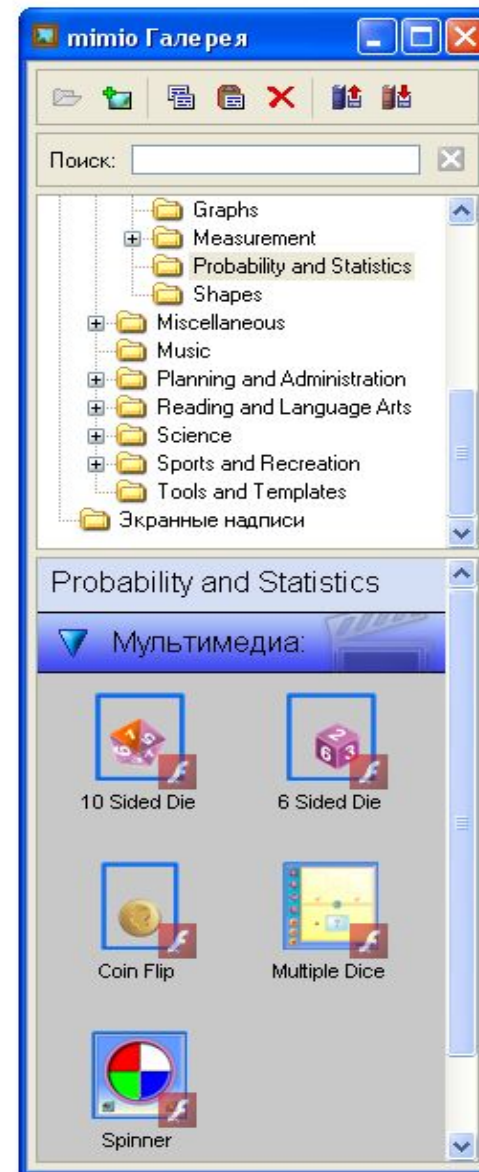 mimio Галерея
Поиск:
Graphs
Measurement
Probability and Statistics
Shapes
Miscellaneous
Music
Planning and Administration
Reading and Language Arts
Science
Sports and Recreation
Tools and Templates
Экранные надписи
Probability and Statistics
Мультимедиа:
10 Sided Die
6 Sided Die
Coin Flip
Multiple Dice
Spinner